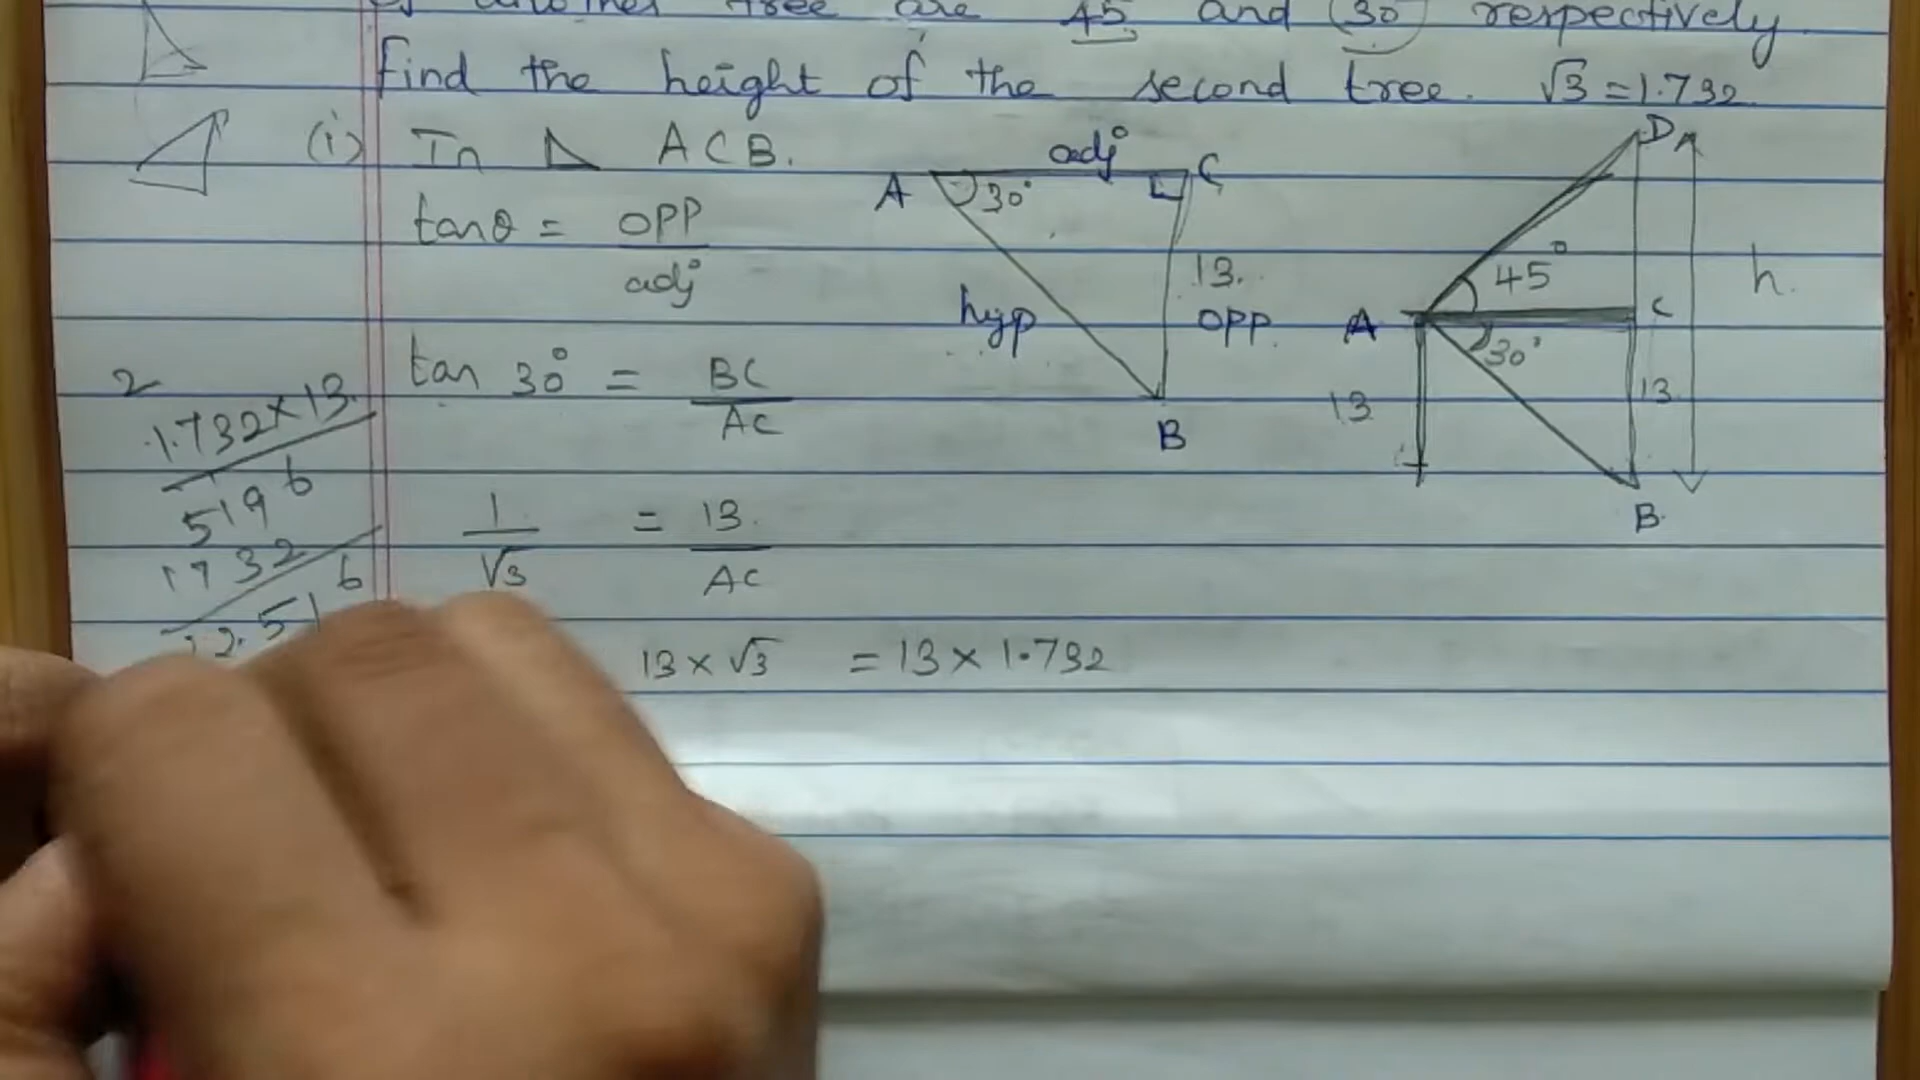 another tree are 45 and 30 respectively
find the height of the second tree. √3 = 1.732
(i) In △ ACB.
tanθ = opp
adj
tan 30° = BC
AC
1 = 13
√3 AC
13 × √3 = 13 × 1.732
adj
A 30° C
13.
hyp opp
B
D
45° h.
A C
30°
13 13
B
2
1.732 × 13
5196
1732
2.516